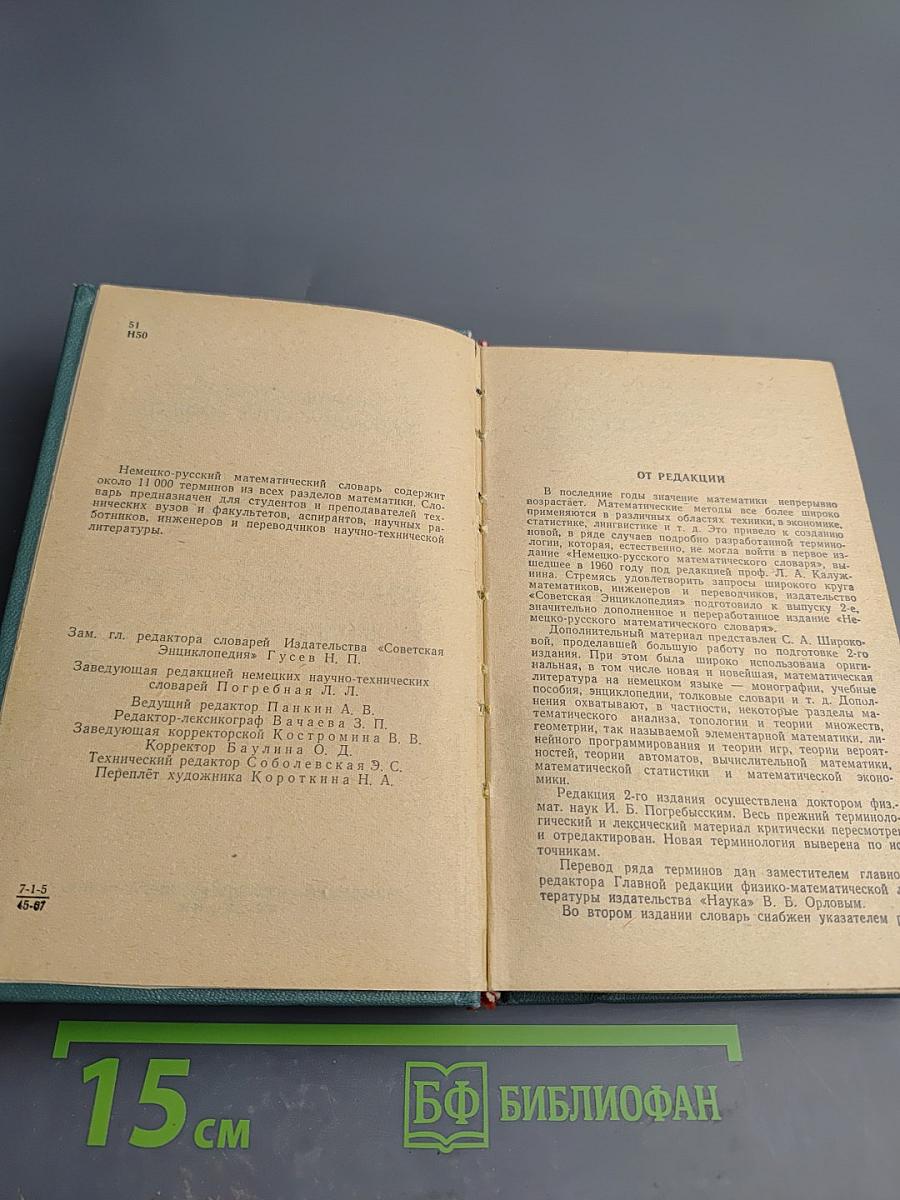 51
Н50
Немецко-русский математический словарь содержит
около 11 000 терминов из всех разделов математики. Сло-
варь предназначен для студентов и преподавателей тех-
нических вузов и факультетов, аспирантов, научных ра-
ботников, инженеров и переводчиков научно-технической
литературы.
Зам. гл. редактора словарей Издательства «Советская
Энциклопедия» Гусев Н. П.
Заведующая редакцией немецких научно-технических
словарей Погребная Л. Л.
Ведущий редактор Панкин А. В.
Редактор-лексикограф Вачаева З. П.
Заведующая корректорской Костромина В. В.
Корректор Баулина О. Д.
Технический редактор Соболевская Э. С.
Переплёт художника Короткина Н. А.
7-1-5
45-67
ОТ РЕДАКЦИИ
В последние годы значение математики непрерывно
возрастает. Математические методы все более широко
применяются в различных областях техники, в экономике,
статистике, лингвистике и т. д. Это привело к созданию
новой, в ряде случаев подробно разработанной термино-
логии, которая, естественно, не могла войти в первое из-
дание «Немецко-русского математического словаря», вы-
шедшее в 1960 году под редакцией проф. Л. А. Калуж-
нина. Стремясь удовлетворить запросы широкого круга
математиков, инженеров и переводчиков, издательство
«Советская Энциклопедия» подготовило к выпуску 2-е,
значительно дополненное и переработанное издание «Не-
мецко-русского математического словаря».
Дополнительный материал представлен С. А. Широко-
вой, проделавшей большую работу по подготовке 2-го
издания. При этом была широко использована ориги-
нальная, в том числе новая и новейшая, математическая
литература на немецком языке — монографии, учебные
пособия, энциклопедии, толковые словари и т. д. Допол-
нения охватывают, в частности, некоторые разделы ма-
тематического анализа, топологии и теории множеств,
геометрии, так называемой элементарной математики, ли-
нейного программирования и теории игр, теории вероят-
ностей, теории автоматов, вычислительной математики,
математической статистики и математической эконо-
мики.
Редакция 2-го издания осуществлена доктором физ.-
мат. наук И. Б. Погребысским. Весь прежний терминоло-
гический и лексический материал критически пересмотрен
и отредактирован. Новая терминология выверена по ис-
точникам.
Перевод ряда терминов дан заместителем главно
редактора Главной редакции физико-математической л
тературы издательства «Наука» В. Б. Орловым.
Во втором издании словарь снабжен указателем р
15 см
БФ БИБЛИОФАН